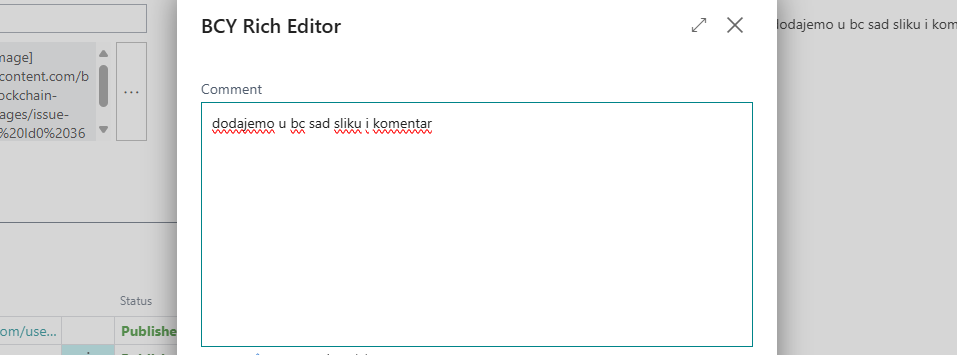 BCY Rich Editor
dodajemo u bc sad sliku i kom
mage]
content.com/b
ockchain-
ages/issue-
%20Id0%2036
...
Comment
dodajemo u bc sad sliku i komentar
Status
om/use...
Publishe